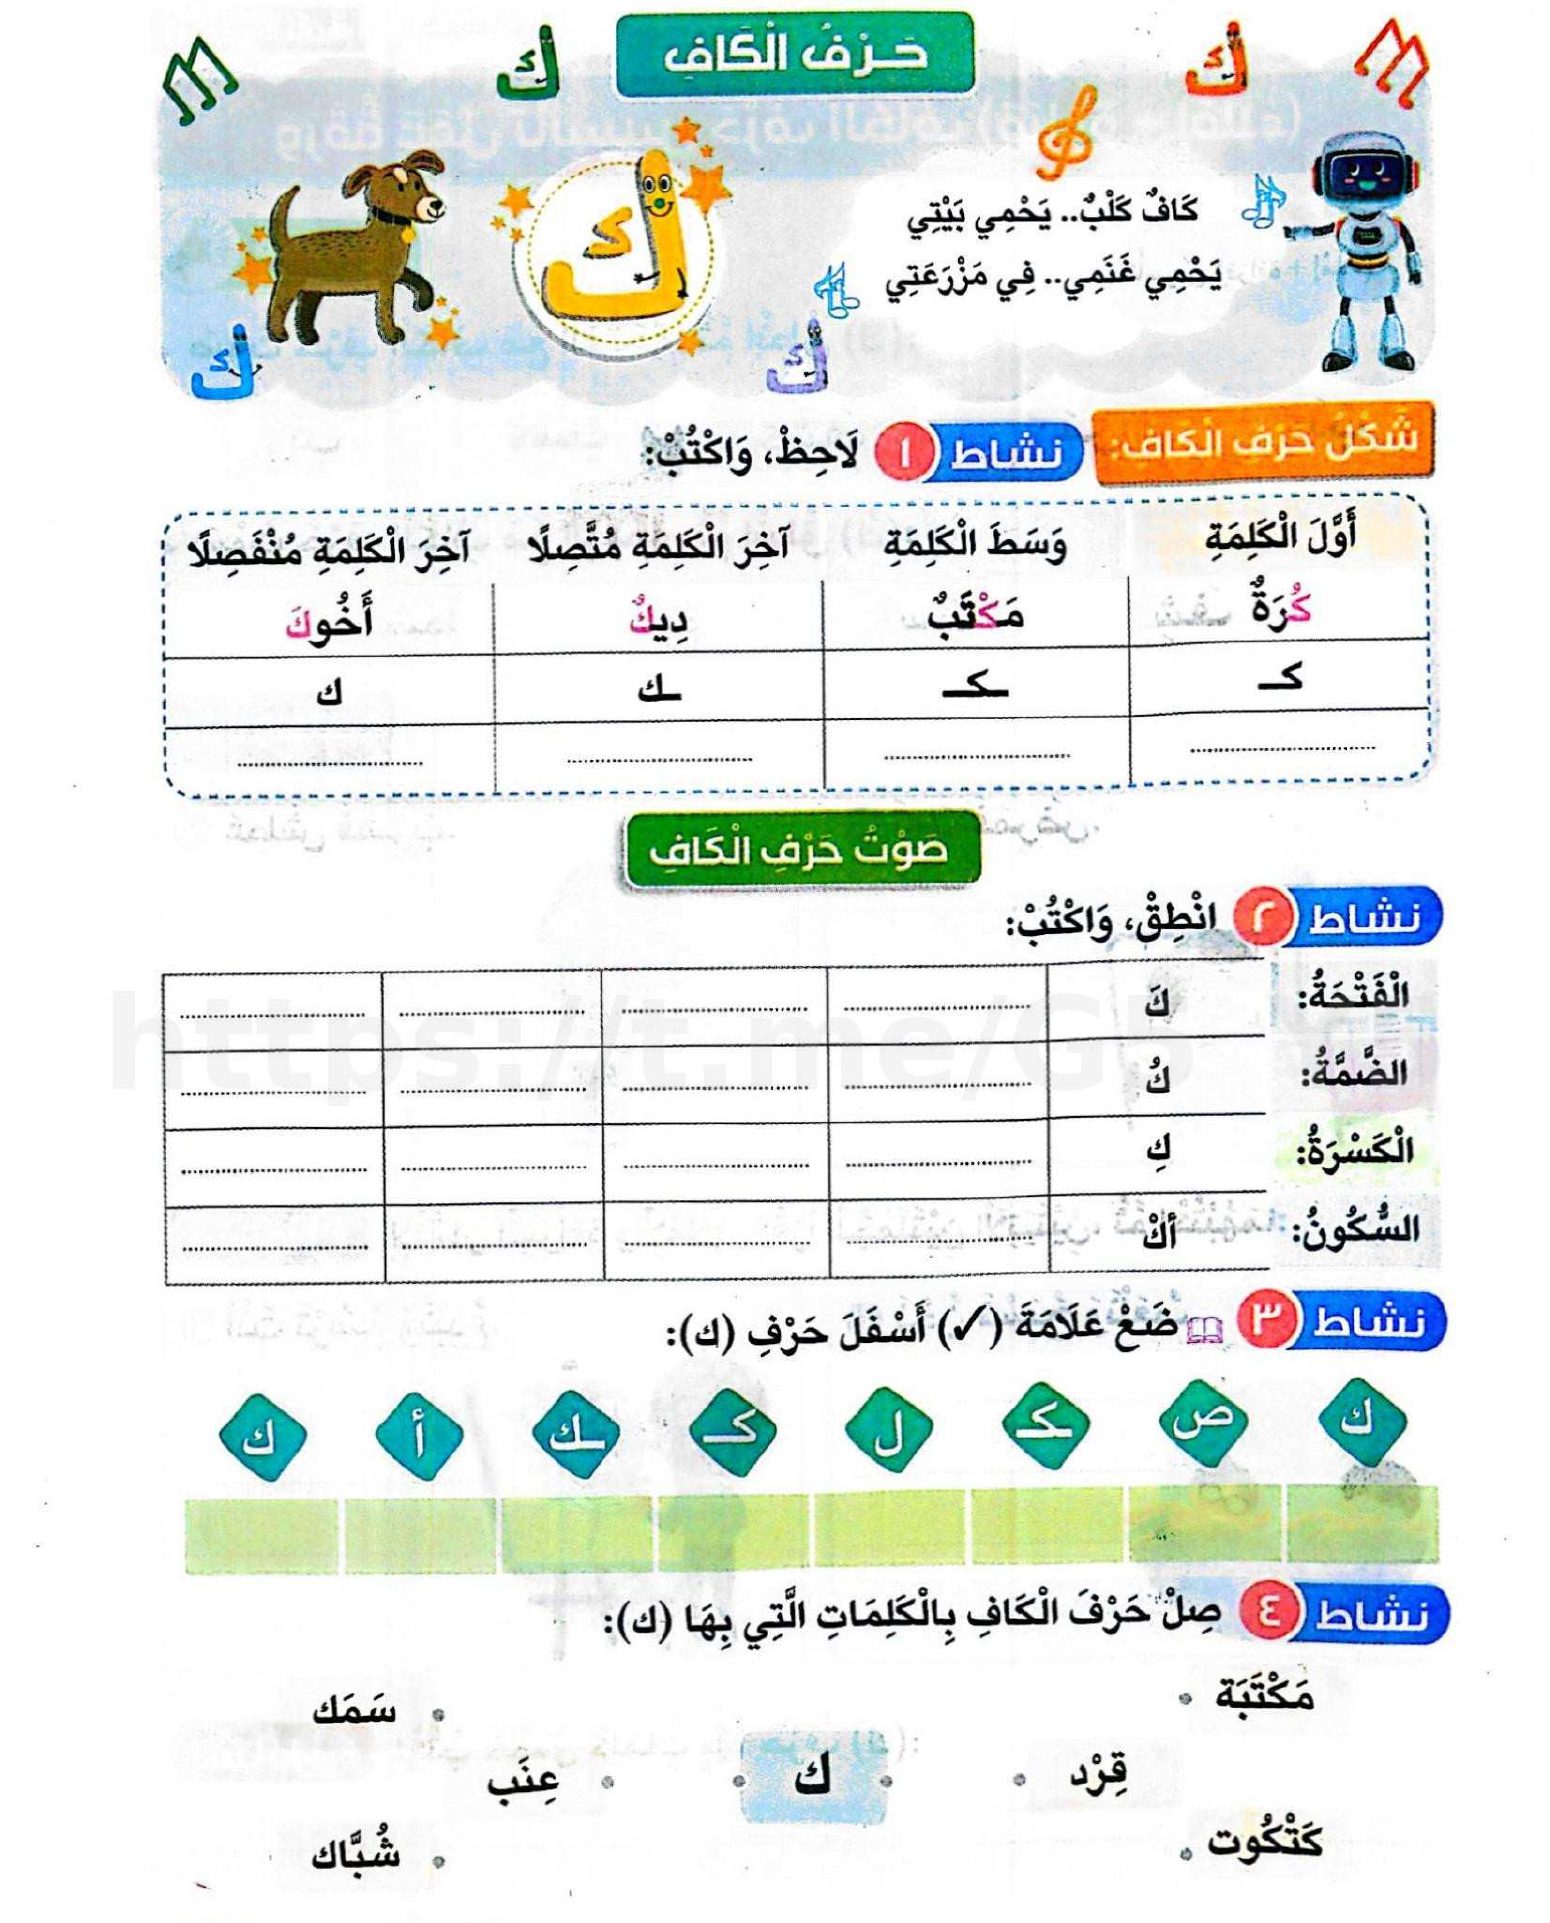 حَرْفُ الْكَافِ
ك
ك
كَافٌ كَلْبٌ.. يَحْمِي بَيْتِي
يَحْمِي غَنَمِي.. فِي مَزْرَعَتِي
ك
ك
ك
شَكْلُ حَرْفِ الْكَافِ:
نشاط ١ لَاحِظْ، وَاكْتُبْ:
أَوَّلَ الْكَلِمَةِ وَسَطَ الْكَلِمَةِ آخِرَ الْكَلِمَةِ مُتَّصِلًا آخِرَ الْكَلِمَةِ مُنْفَصِلًا
كُرَةٌ مَكْتَبٌ دِيكٌ أَخُوكَ
كـ ـكـ ـك ك
صَوْتُ حَرْفِ الْكَافِ
نشاط ٢ انْطِقْ، وَاكْتُبْ:
الْفَتْحَةُ: كَ
الضَّمَّةُ: كُ
الْكَسْرَةُ: كِ
السُّكُونُ: أكْ
نشاط ٣ ضَعْ عَلَامَةَ (✓) أَسْفَلَ حَرْفِ (ك):
ك ص ـكـ ل كـ ـك أ ك
نشاط ٤ صِلْ حَرْفَ الْكَافِ بِالْكَلِمَاتِ الَّتِي بِهَا (ك):
مَكْتَبَة سَمَك
قِرْد ك عِنَب
كَتْكُوت شُبَّاك